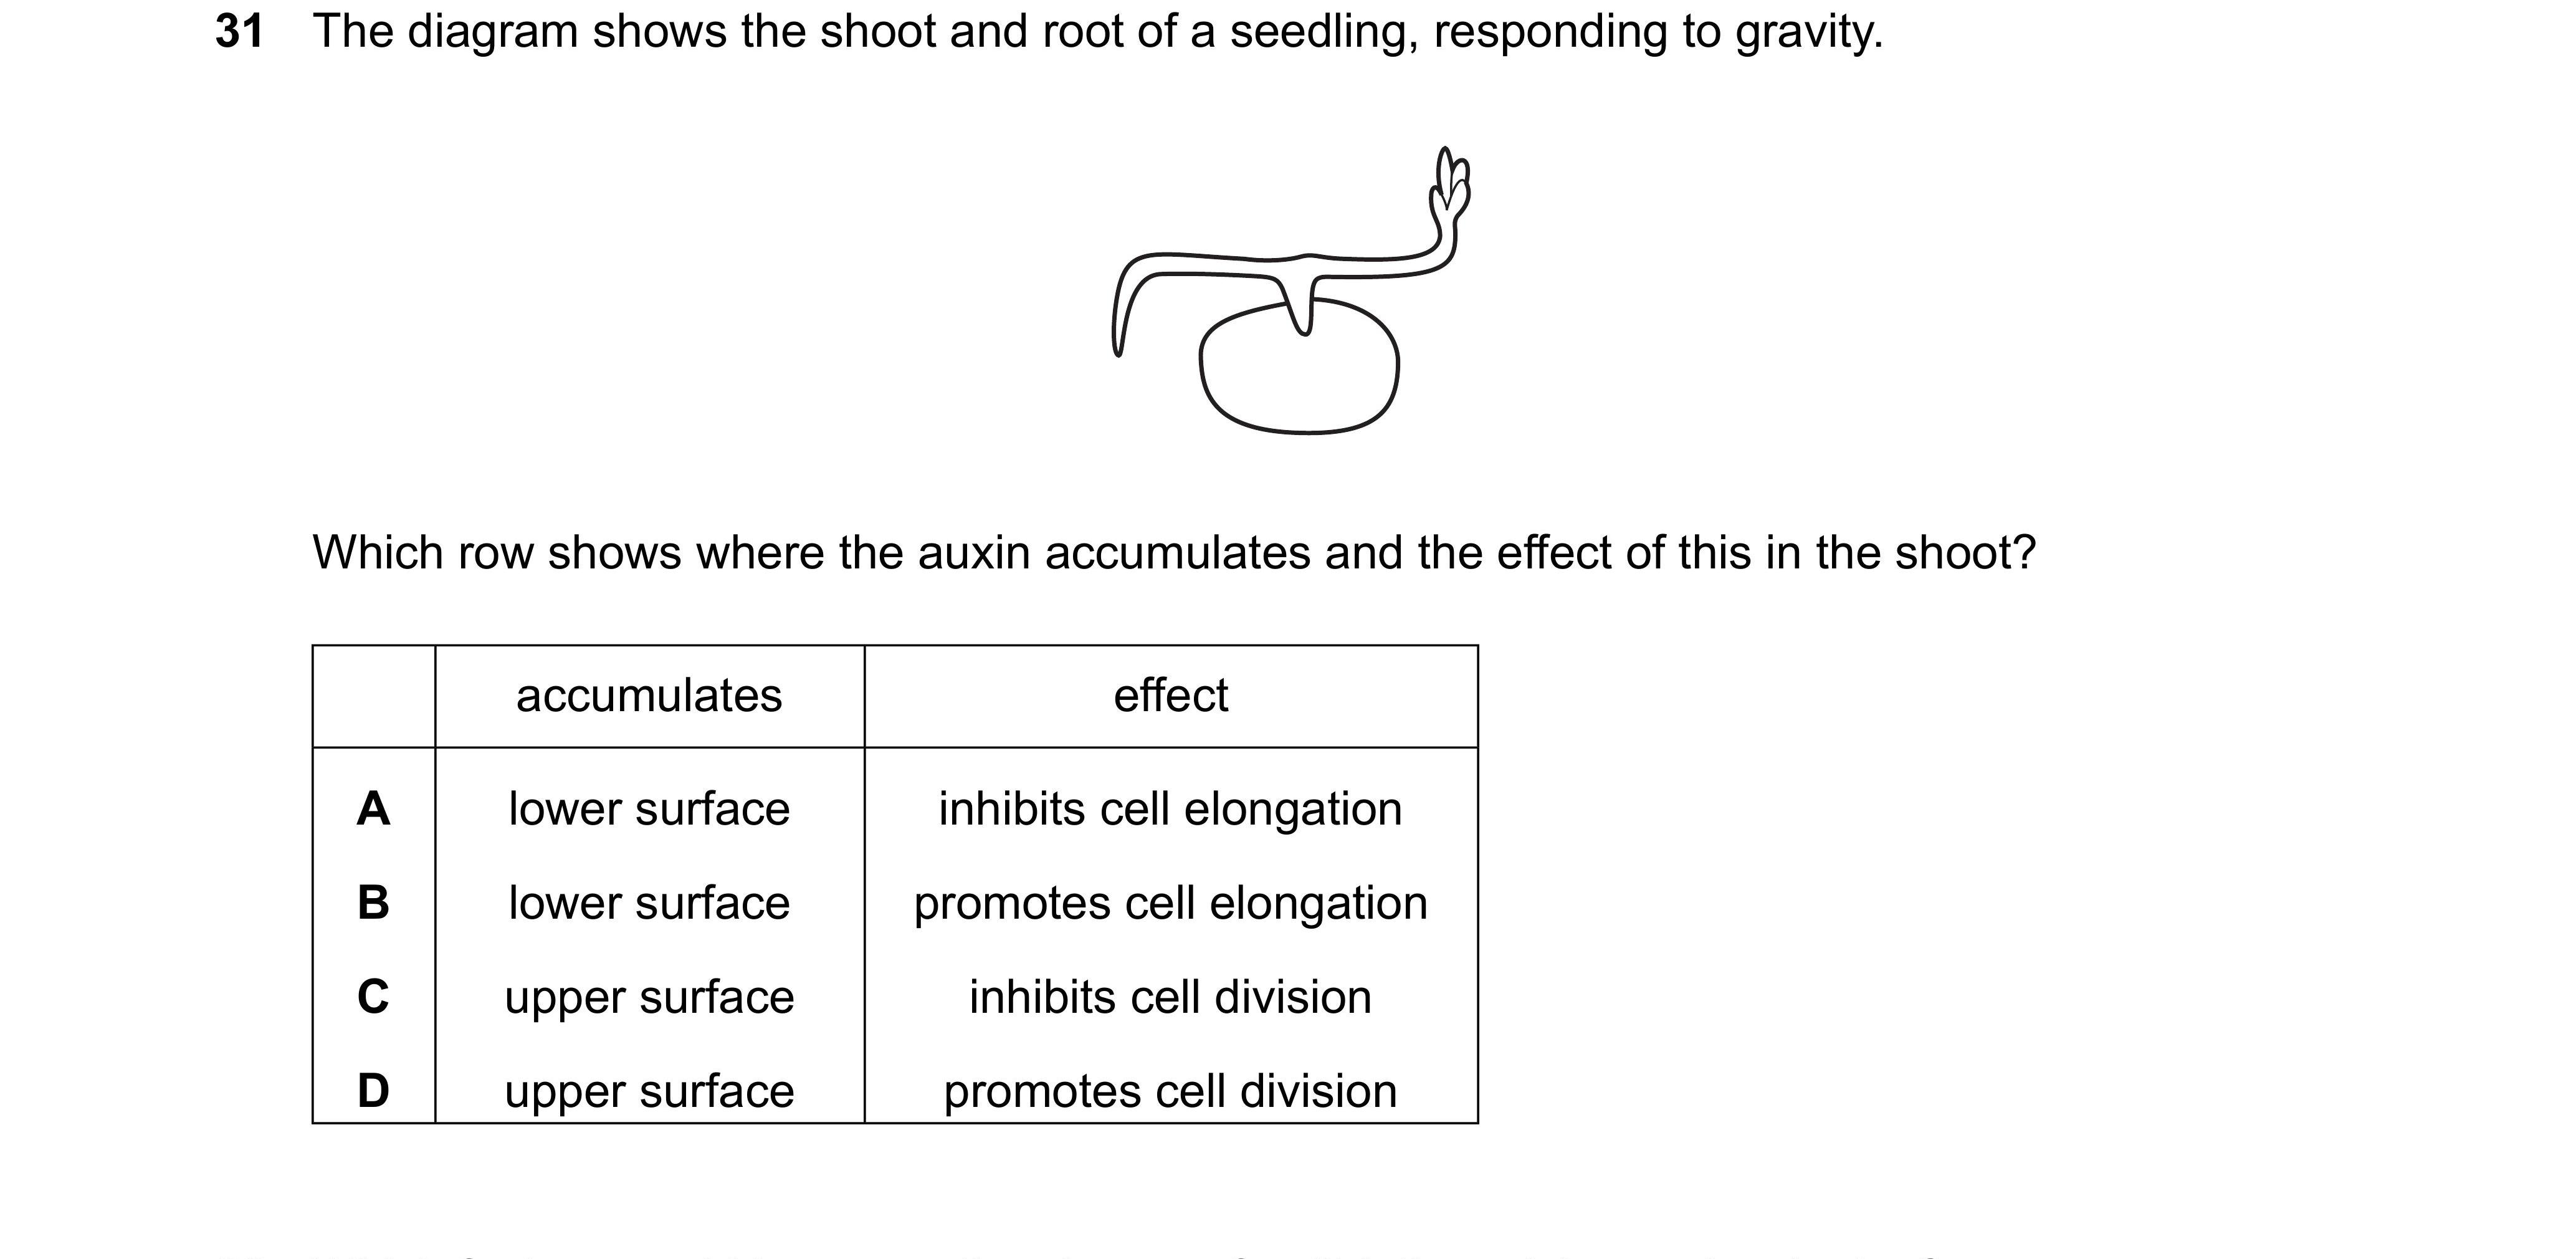 31 The diagram shows the shoot and root of a seedling, responding to gravity.
Which row shows where the auxin accumulates and the effect of this in the shoot?
accumulates effect
A lower surface inhibits cell elongation
B lower surface promotes cell elongation
C upper surface inhibits cell division
D upper surface promotes cell division